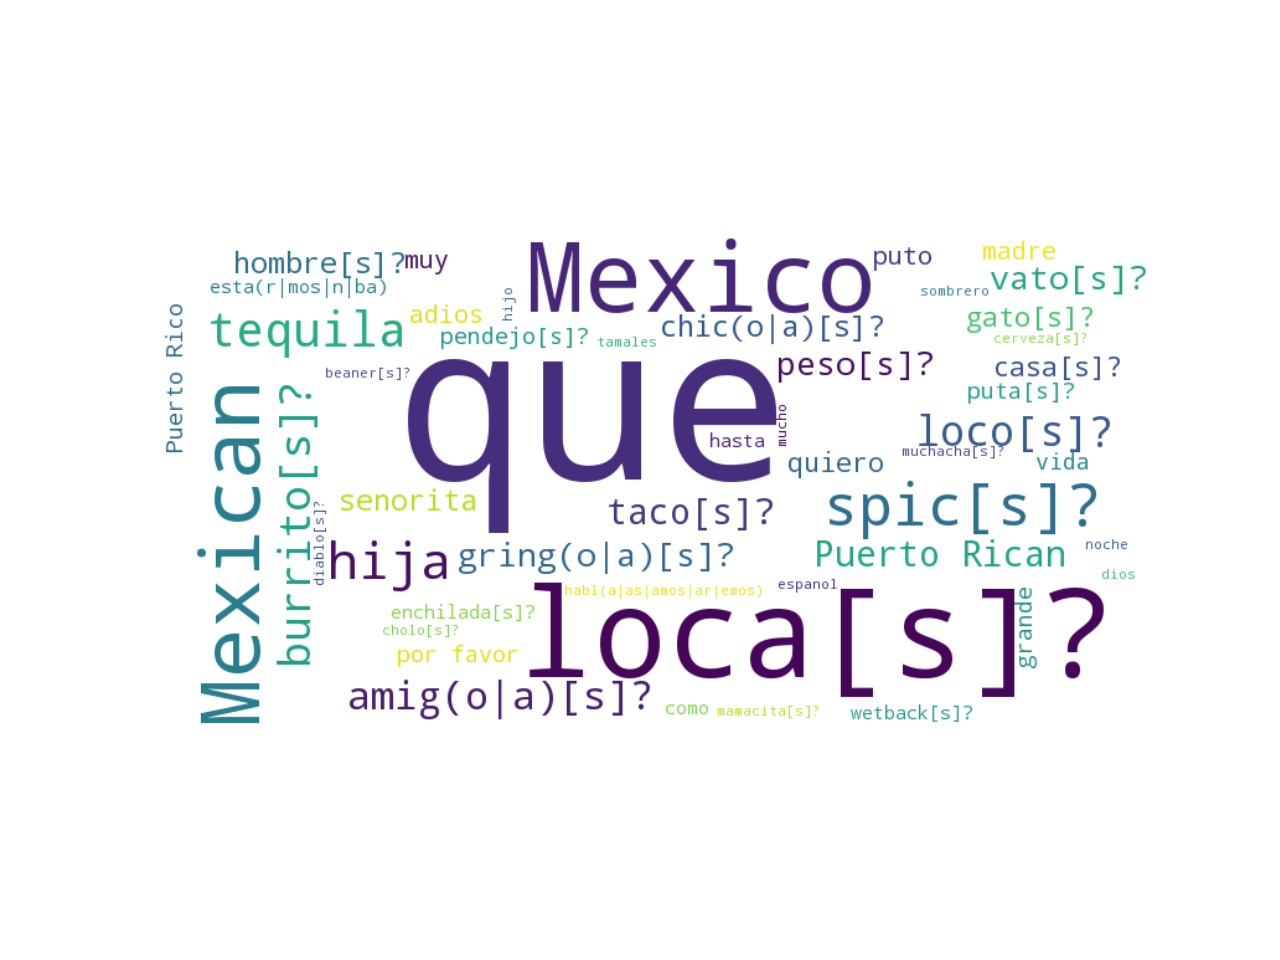 Mexico
madre
puto
hombre[s]?
muy
vato[s]?
esta(r|mos|n|ba)
sombrero
hijo
Puerto Rico
adios
gato[s]?
tequila
chic(o|a)[s]?
pendejo[s]?
tamales
cerveza[s]?
que
peso[s]?
casa[s]?
beaner[s]?
puta[s]?
Mexican
burrito[s]?
mucho
hasta
loco[s]?
muchacha[s]?
quiero
vida
senorita
taco[s]?
spic[s]?
diablo[s]?
hija
gring(o|a)[s]?
Puerto Rican
noche
dios
habl(a|as|amos|ar|emos)
espanol
loca[s]?
grande
enchilada[s]?
cholo[s]?
por favor
amig(o|a)[s]?
como
mamacita[s]?
wetback[s]?